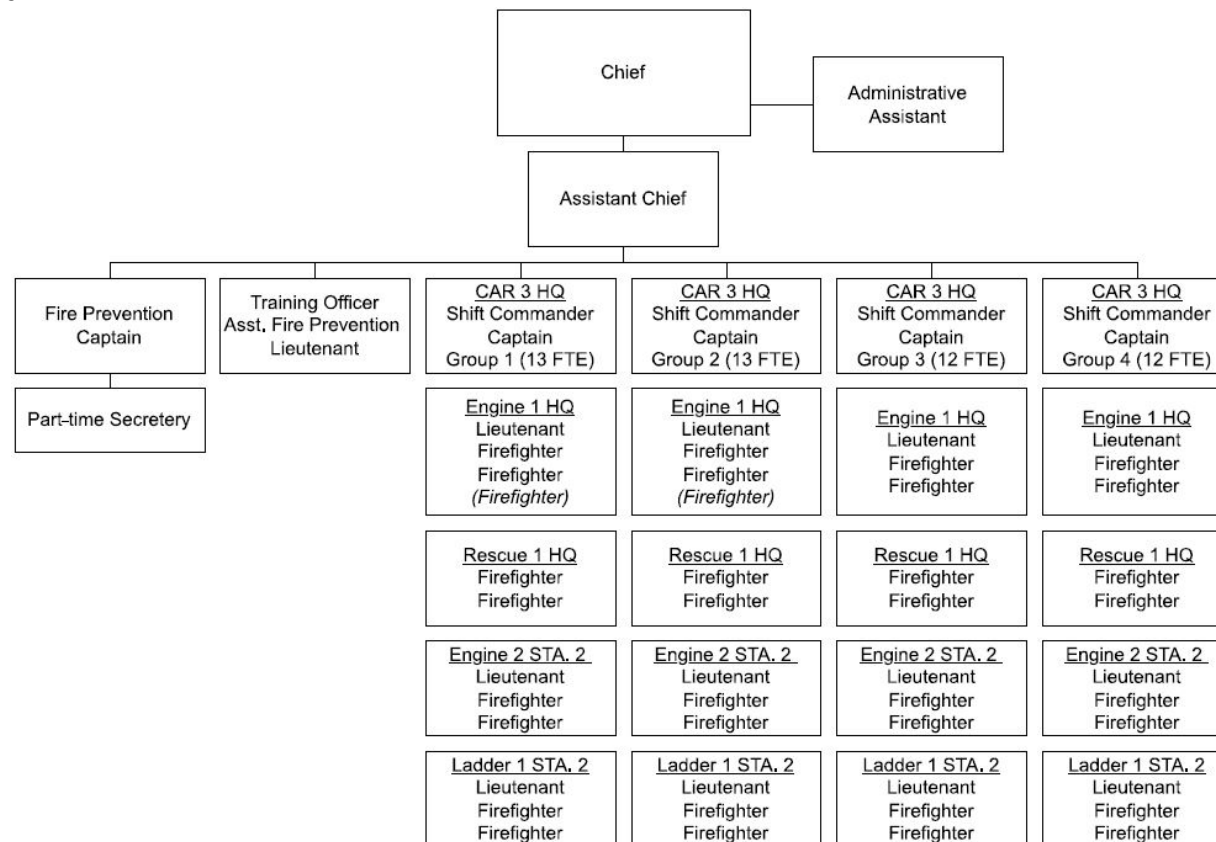 Chief
Administrative
Assistant
Assistant Chief
Fire Prevention
Captain
Training Officer
Asst. Fire Prevention
Lieutenant
CAR 3 HQ
Shift Commander
Captain
Group 1 (13 FTE)
CAR 3 HQ
Shift Commander
Captain
Group 2 (13 FTE)
CAR 3 HQ
Shift Commander
Captain
Group 3 (12 FTE)
CAR 3 HQ
Shift Commander
Captain
Group 4 (12 FTE)
Part-time Secretery
Engine 1 HQ
Lieutenant
Firefighter
Firefighter
(Firefighter)
Engine 1 HQ
Lieutenant
Firefighter
Firefighter
(Firefighter)
Engine 1 HQ
Lieutenant
Firefighter
Firefighter
Engine 1 HQ
Lieutenant
Firefighter
Firefighter
Rescue 1 HQ
Firefighter
Firefighter
Rescue 1 HQ
Firefighter
Firefighter
Rescue 1 HQ
Firefighter
Firefighter
Rescue 1 HQ
Firefighter
Firefighter
Engine 2 STA. 2
Lieutenant
Firefighter
Firefighter
Engine 2 STA. 2
Lieutenant
Firefighter
Firefighter
Engine 2 STA. 2
Lieutenant
Firefighter
Firefighter
Engine 2 STA. 2
Lieutenant
Firefighter
Firefighter
Ladder 1 STA. 2
Lieutenant
Firefighter
Firefighter
Ladder 1 STA. 2
Lieutenant
Firefighter
Firefighter
Ladder 1 STA. 2
Lieutenant
Firefighter
Firefighter
Ladder 1 STA. 2
Lieutenant
Firefighter
Firefighter